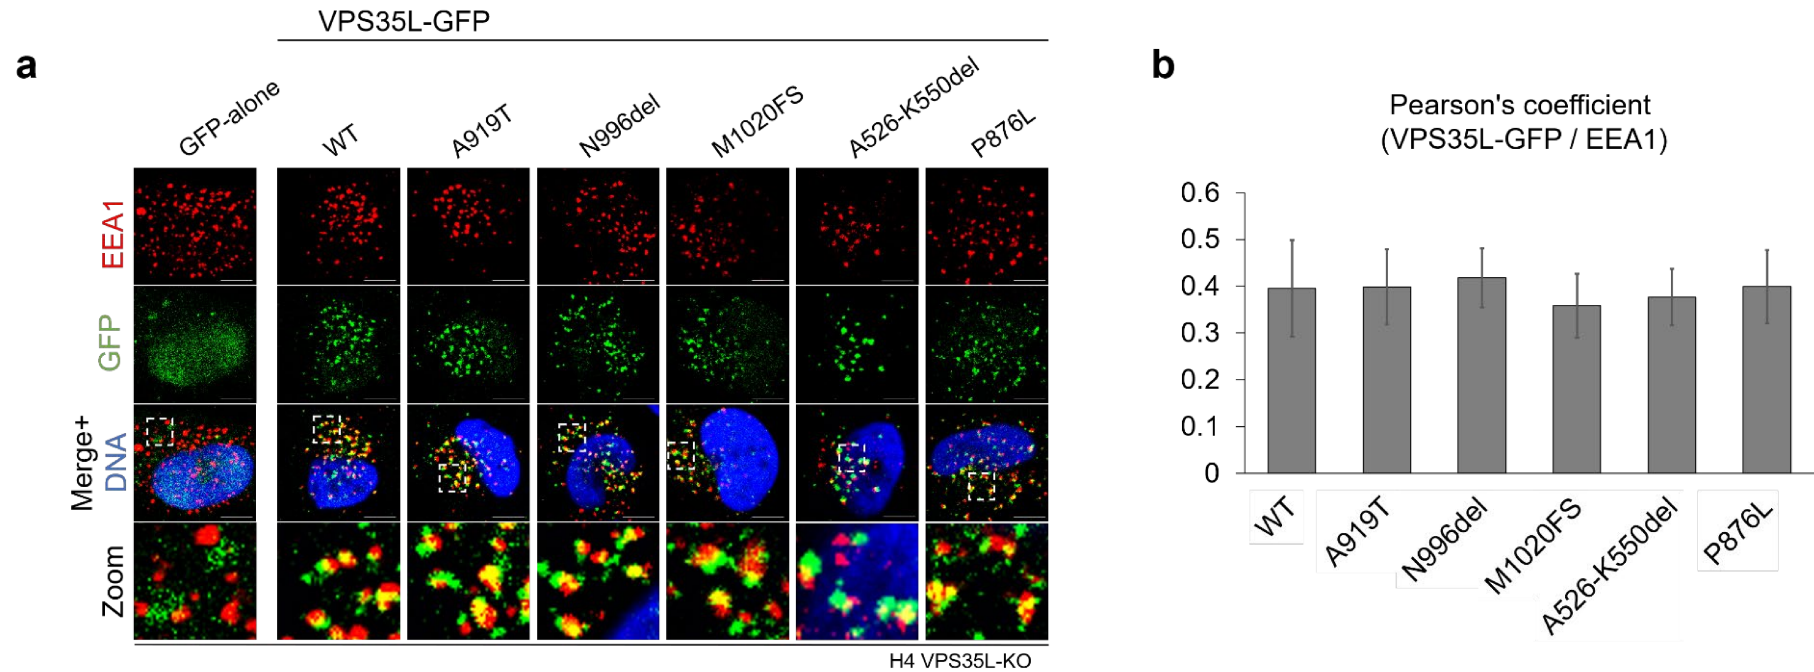 a
VPS35L-GFP
GFP-alone
WT
A919T
N996del
M1020FS
A526-K550del
P876L
EEA1
GFP
Merge+
DNA
Zoom
H4 VPS35L-KO
b
Pearson's coefficient
(VPS35L-GFP / EEA1)
0.6
0.5
0.4
0.3
0.2
0.1
0
WT
A919T
N996del
M1020FS
A526-K550del
P876L